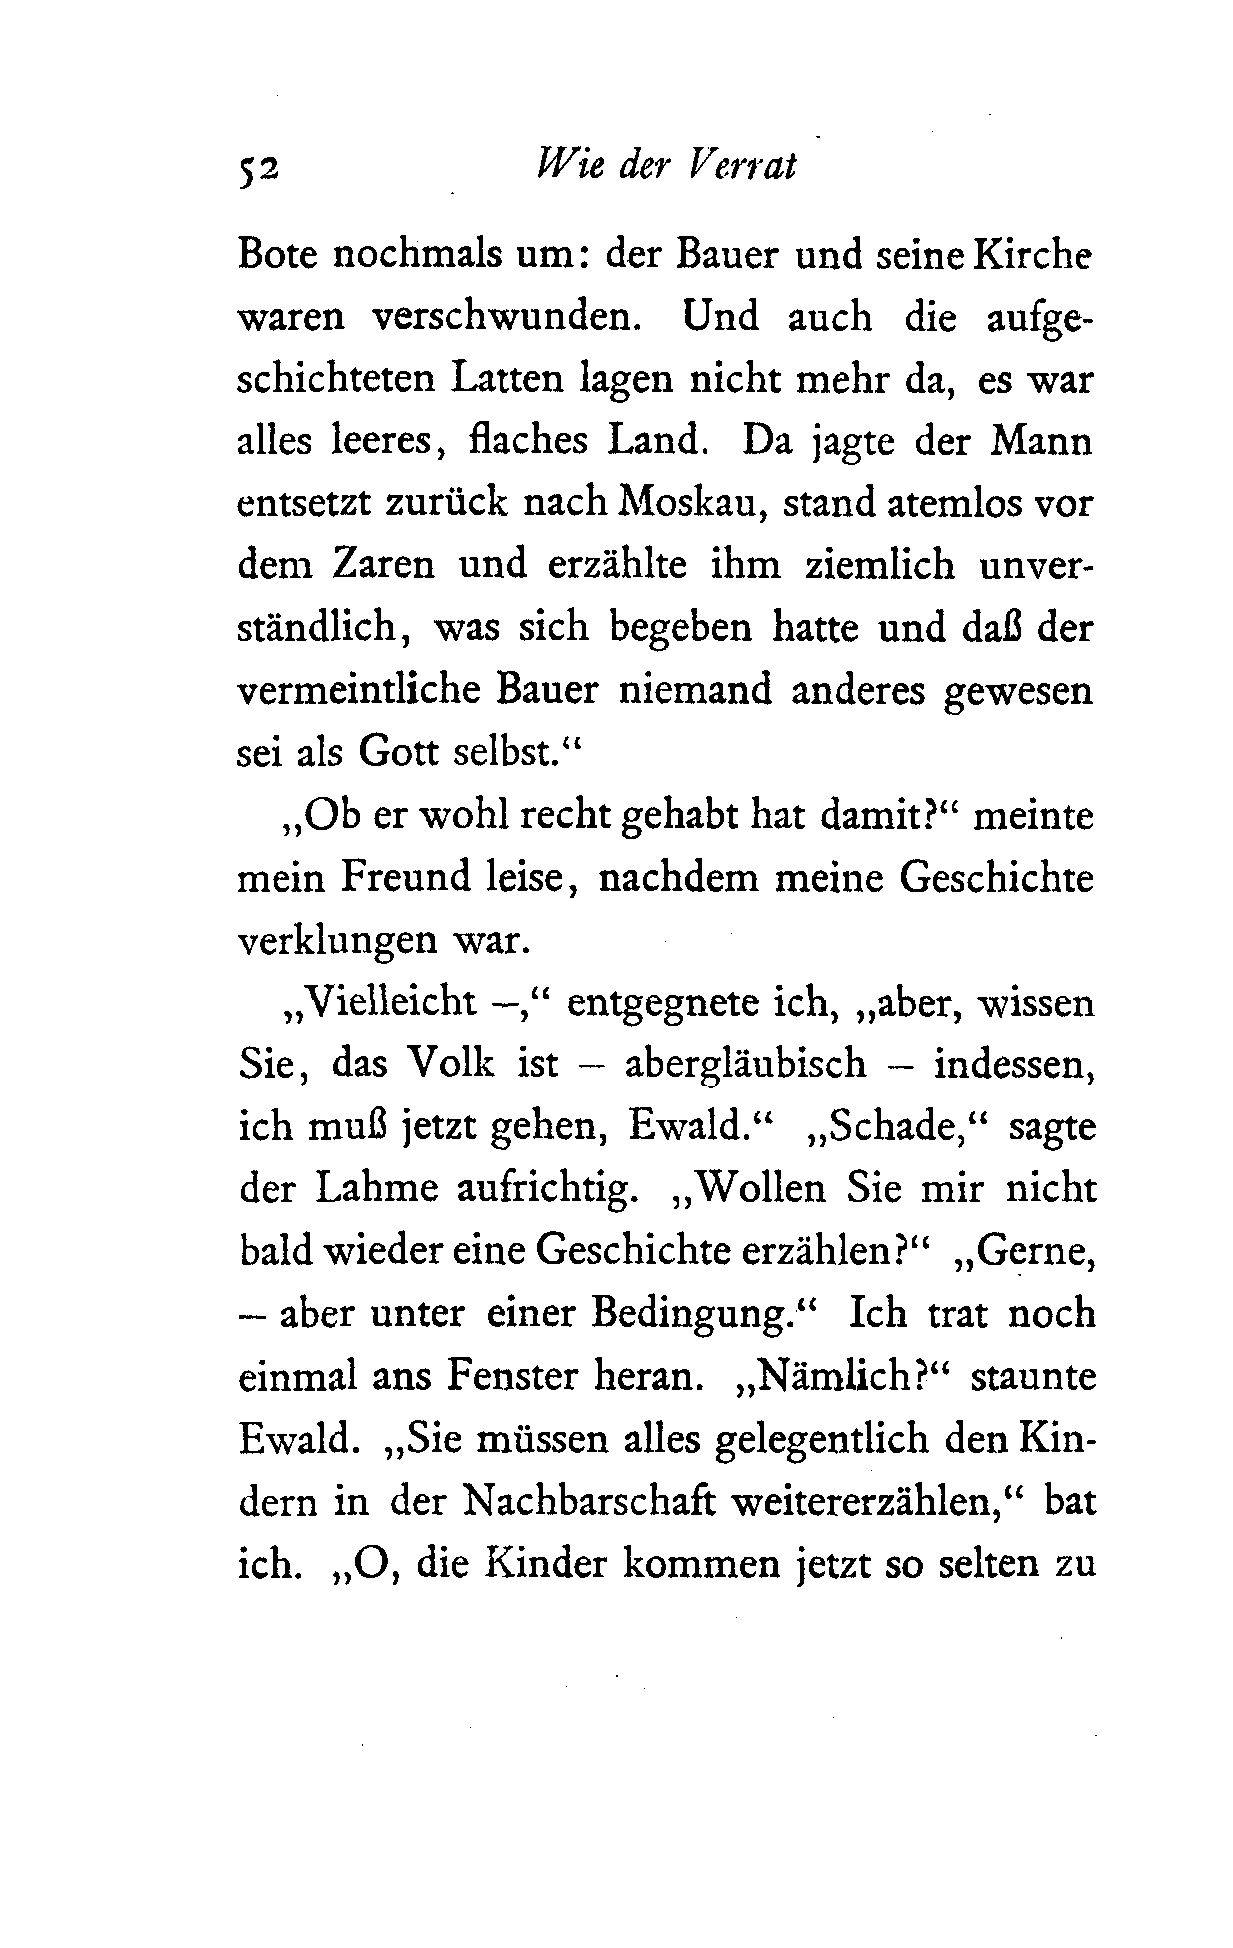 52 Wie der Verrat
Bote nochmals um: der Bauer und seine Kirche
waren verschwunden. Und auch die aufge-
schichteten Latten lagen nicht mehr da, es war
alles leeres, flaches Land. Da jagte der Mann
entsetzt zurück nach Moskau, stand atemlos vor
dem Zaren und erzählte ihm ziemlich unver-
ständlich, was sich begeben hatte und daß der
vermeintliche Bauer niemand anderes gewesen
sei als Gott selbst.“
„Ob er wohl recht gehabt hat damit?“ meinte
mein Freund leise, nachdem meine Geschichte
verklungen war.
„Vielleicht —,“ entgegnete ich, „aber, wissen
Sie, das Volk ist — abergläubisch — indessen,
ich muß jetzt gehen, Ewald.“ „Schade,“ sagte
der Lahme aufrichtig. „Wollen Sie mir nicht
bald wieder eine Geschichte erzählen?“ „Gerne,
— aber unter einer Bedingung.“ Ich trat noch
einmal ans Fenster heran. „Nämlich?“ staunte
Ewald. „Sie müssen alles gelegentlich den Kin-
dern in der Nachbarschaft weitererzählen,“ bat
ich. „O, die Kinder kommen jetzt so selten zu